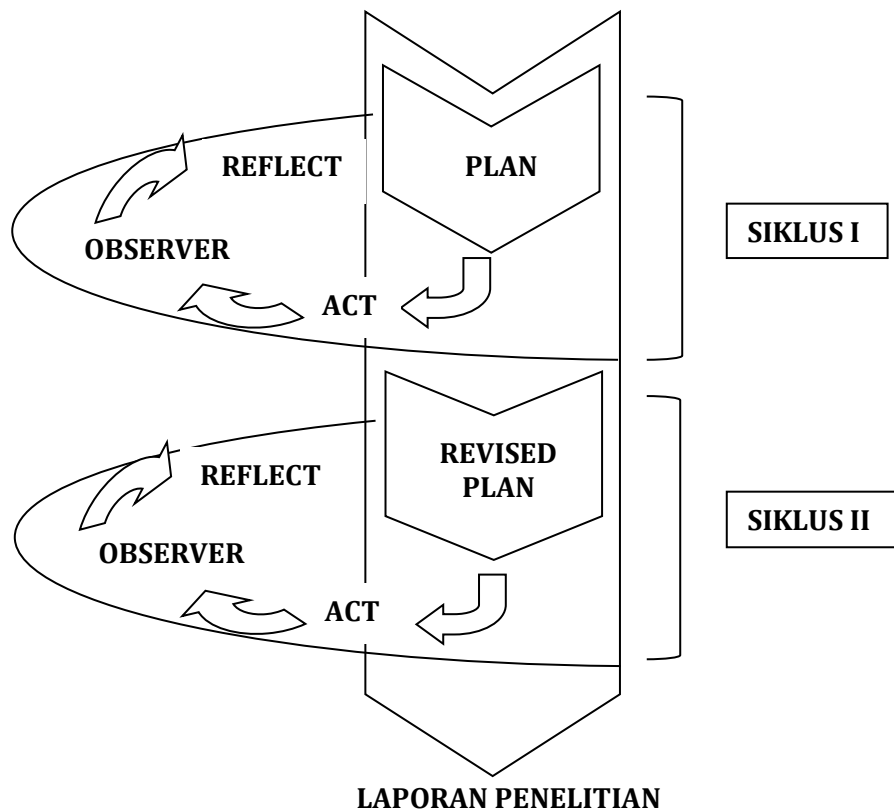 REFLECT
PLAN
OBSERVER
SIKLUS I
ACT
REVISED
PLAN
REFLECT
SIKLUS II
OBSERVER
ACT
LAPORAN PENELITIAN